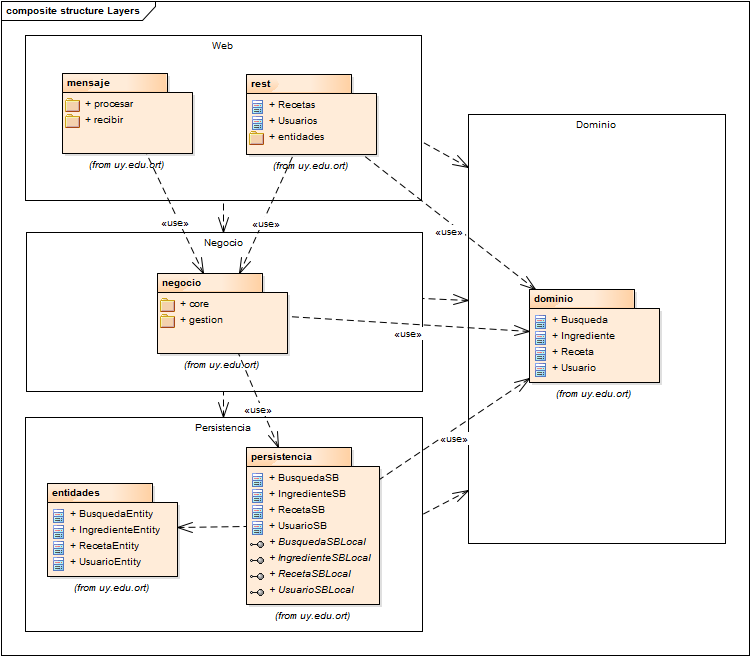 composite structure Layers
Web
mensaje
+ procesar
+ recibir
(from uy.edu.ort)
rest
+ Recetas
+ Usuarios
+ entidades
(from uy.edu.ort)
«use»
«use»
«use»
Dominio
dominio
+ Busqueda
+ Ingrediente
+ Receta
+ Usuario
(from uy.edu.ort)
Negocio
negocio
+ core
+ gestion
(from uy.edu.ort)
«use»
«use»
«use»
Persistencia
entidades
+ BusquedaEntity
+ IngredienteEntity
+ RecetaEntity
+ UsuarioEntity
(from uy.edu.ort)
persistencia
+ BusquedaSB
+ IngredienteSB
+ RecetaSB
+ UsuarioSB
+ BusquedaSBLocal
+ IngredienteSBLocal
+ RecetaSBLocal
+ UsuarioSBLocal
(from uy.edu.ort)